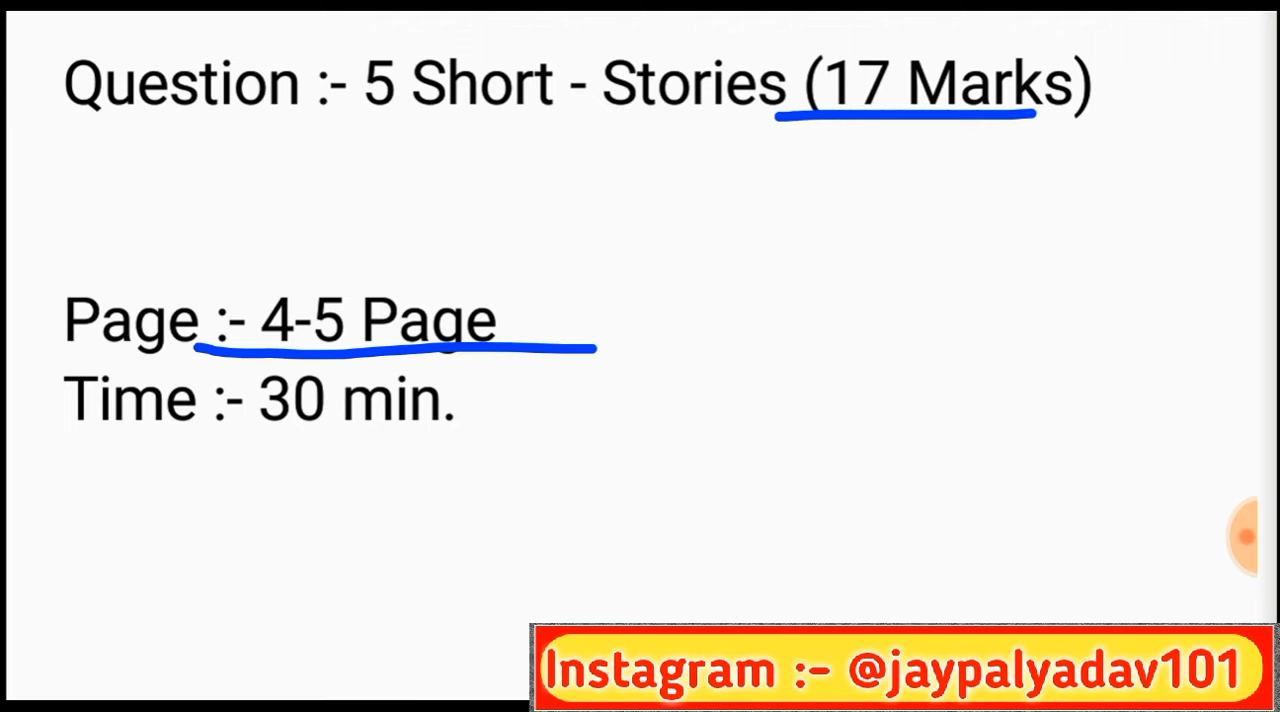 Question :- 5 Short - Stories (17 Marks)
Page :- 4-5 Page
Time :- 30 min.
Instagram :- @jaypalyadav101